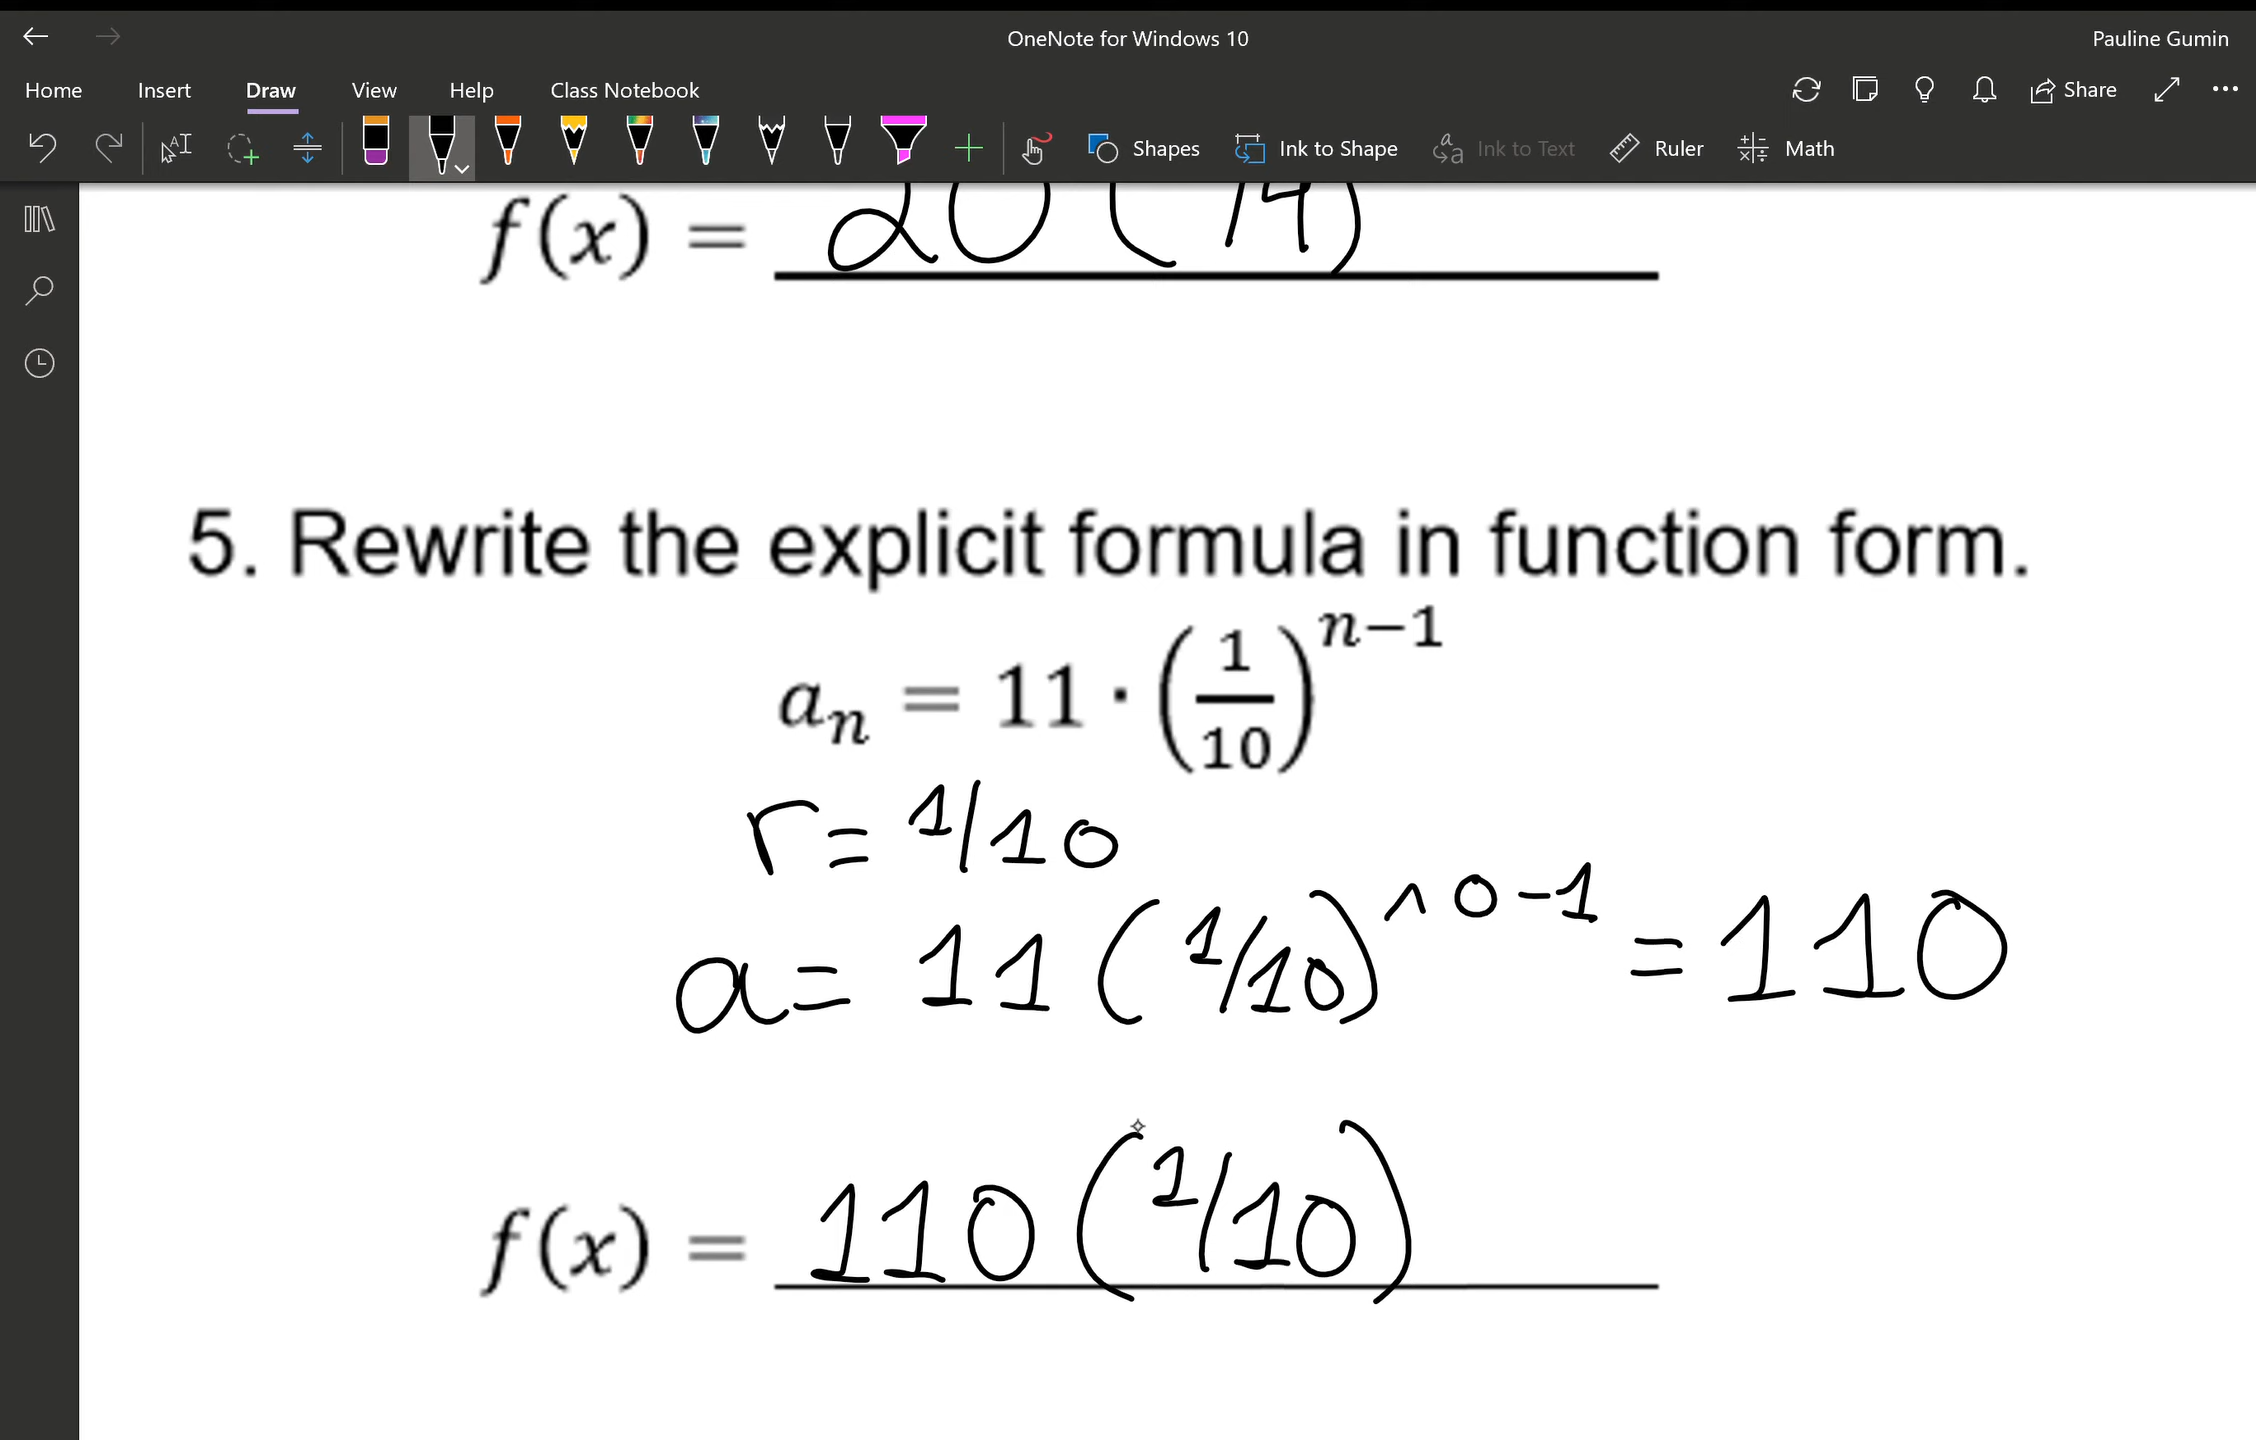 OneNote for Windows 10
Pauline Gumin
Home Insert Draw View Help Class Notebook Share
Shapes Ink to Shape Ink to Text Ruler Math
f(x) = 20(
5. Rewrite the explicit formula in function form.
aₙ = 11 · (1/10)ⁿ⁻¹
r = 1/10
a = 11 (1/10)^0-1 = 110
f(x) = 110 (1/10)